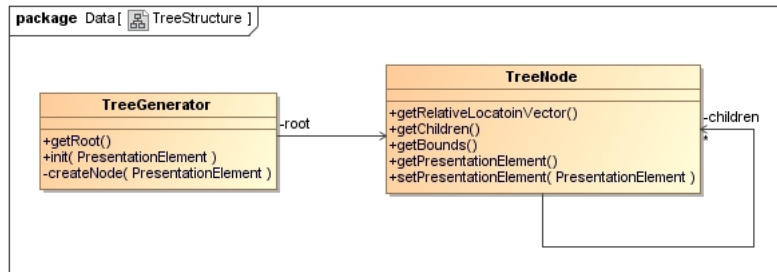 package Data[ TreeStructure ]
TreeGenerator
+getRoot()
+init( PresentationElement )
-createNode( PresentationElement )
-root
TreeNode
+getRelativeLocatoinVector()
+getChildren()
+getBounds()
+getPresentationElement()
+setPresentationElement( PresentationElement )
-children
*